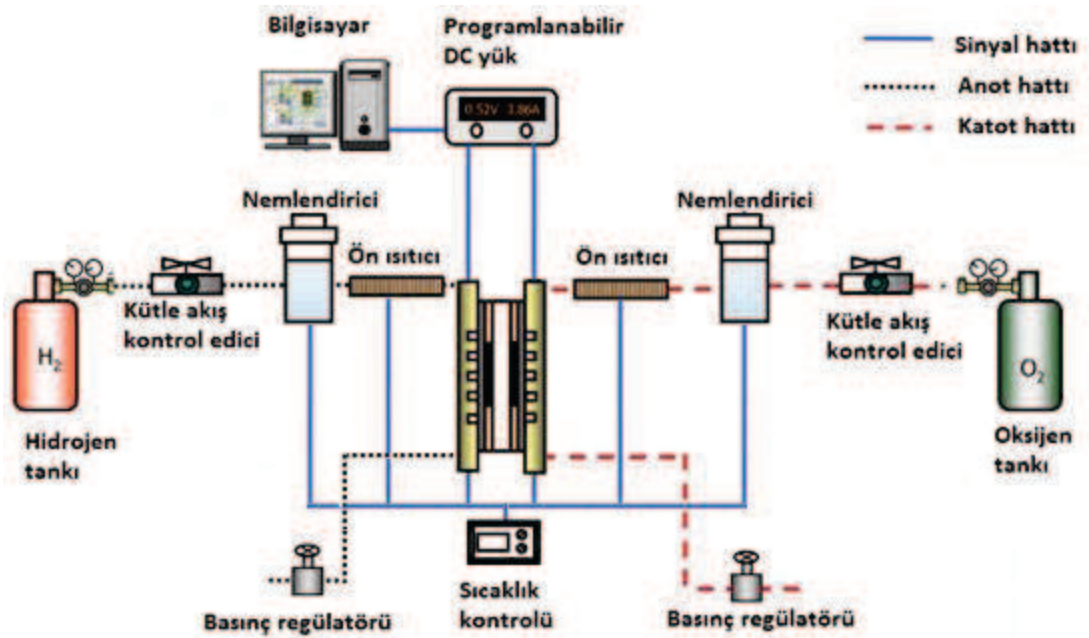 Bilgisayar
Programlanabilir
DC yük
Sinyal hattı
Anot hattı
Katot hattı
0.52V 3.86A
Nemlendirici
Nemlendirici
Ön ısıtıcı
Ön ısıtıcı
Kütle akış
kontrol edici
Kütle akış
kontrol edici
H2
O2
Hidrojen
tankı
Oksijen
tankı
Sıcaklık
kontrolü
Basınç regülatörü
Basınç regülatörü